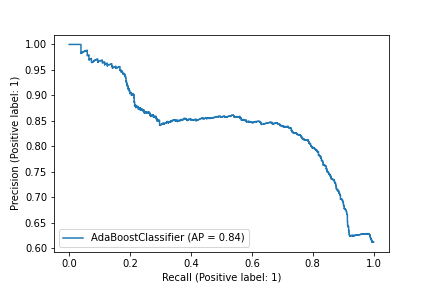 1.00
0.95
0.90
0.85
0.80
0.75
0.70
0.65
0.60
Precision (Positive label: 1)
AdaBoostClassifier (AP = 0.84)
0.0 0.2 0.4 0.6 0.8 1.0
Recall (Positive label: 1)